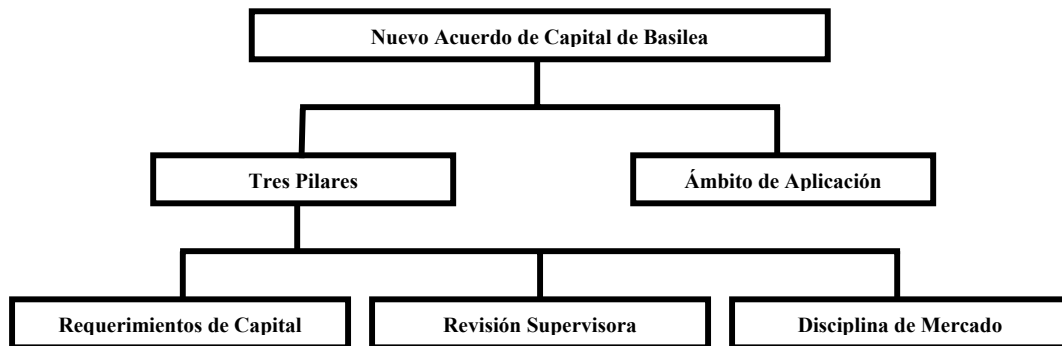 Nuevo Acuerdo de Capital de Basilea
Tres Pilares
Ámbito de Aplicación
Requerimientos de Capital
Revisión Supervisora
Disciplina de Mercado